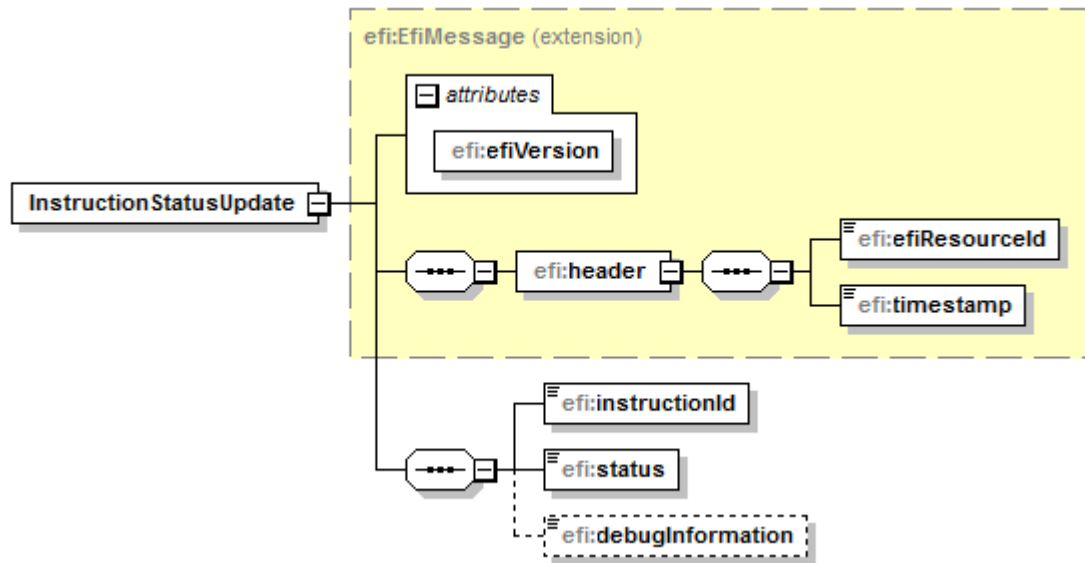 efi:EfiMessage (extension)
attributes
efi:efiVersion
InstructionStatusUpdate
efi:header
efi:efiResourceId
efi:timestamp
efi:instructionId
efi:status
efi:debugInformation